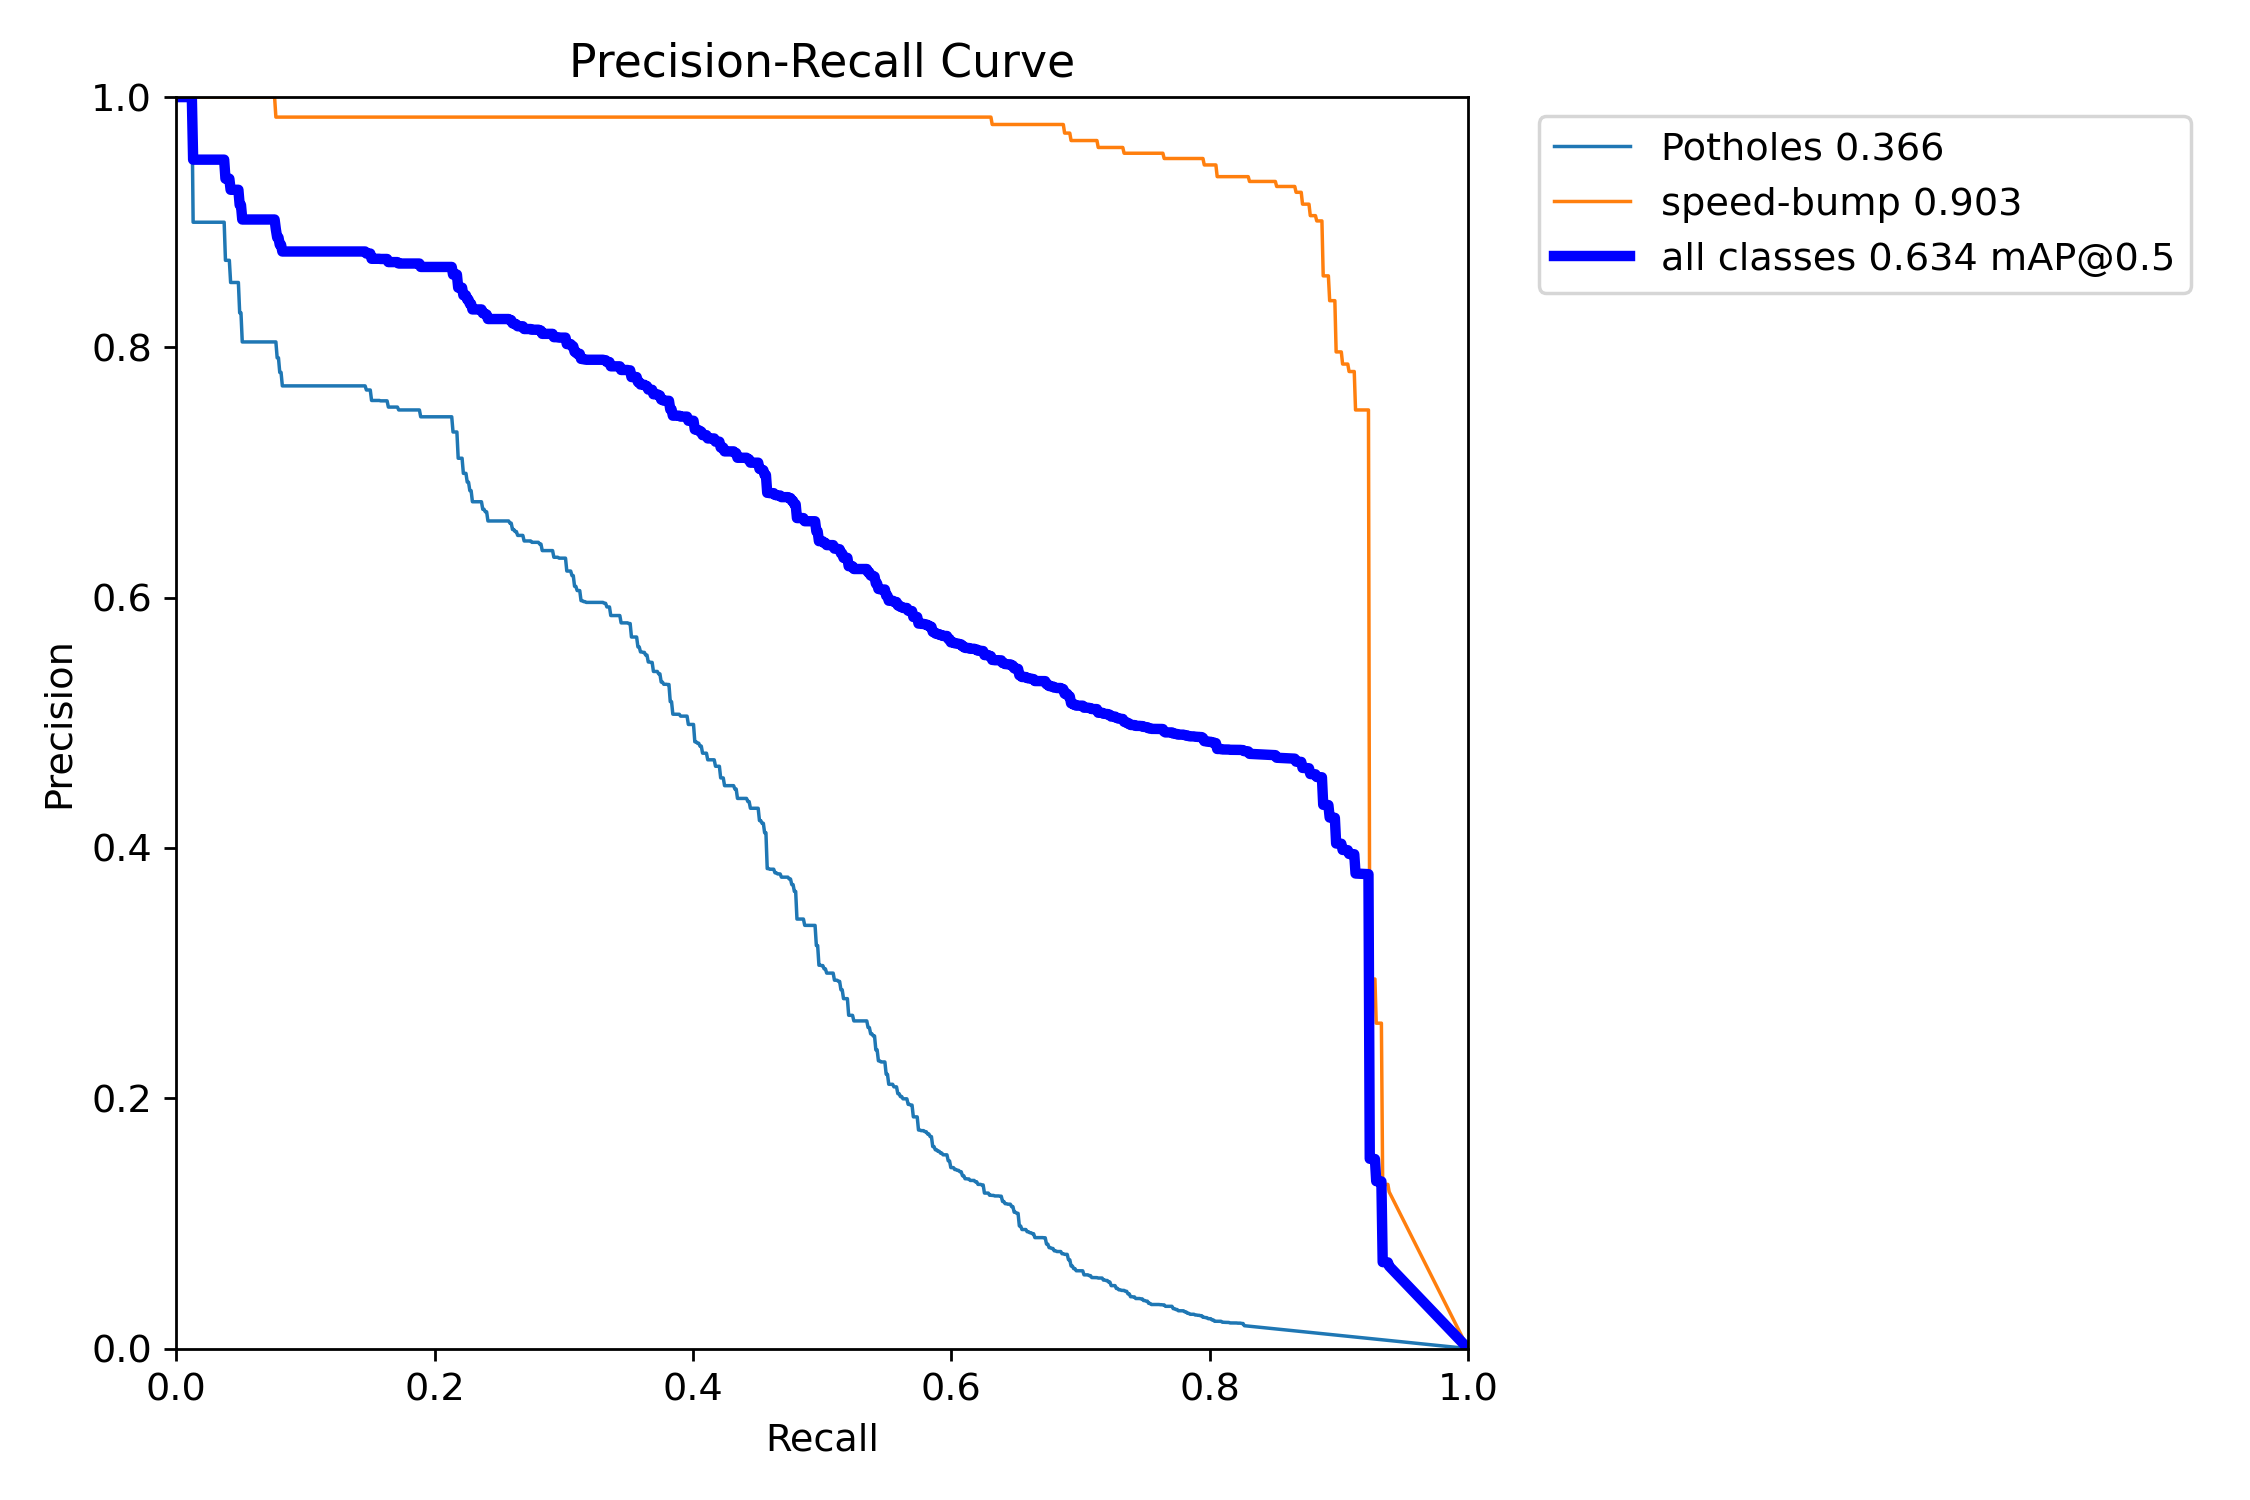 Precision-Recall Curve
Potholes 0.366
speed-bump 0.903
all classes 0.634 mAP@0.5
Precision
1.0
0.8
0.6
0.4
0.2
0.0
0.0 0.2 0.4 0.6 0.8 1.0
Recall